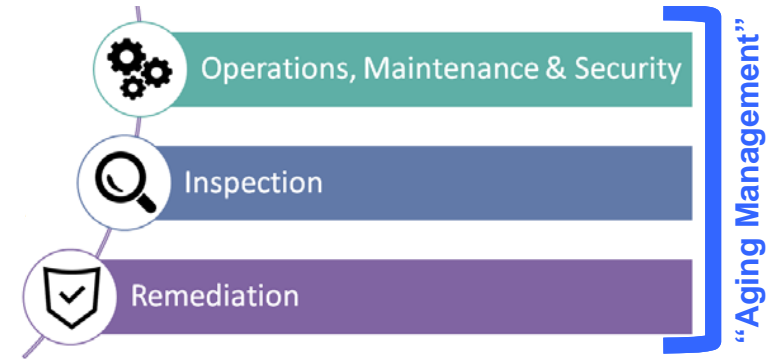 Operations, Maintenance & Security
Inspection
Remediation
“Aging Management”